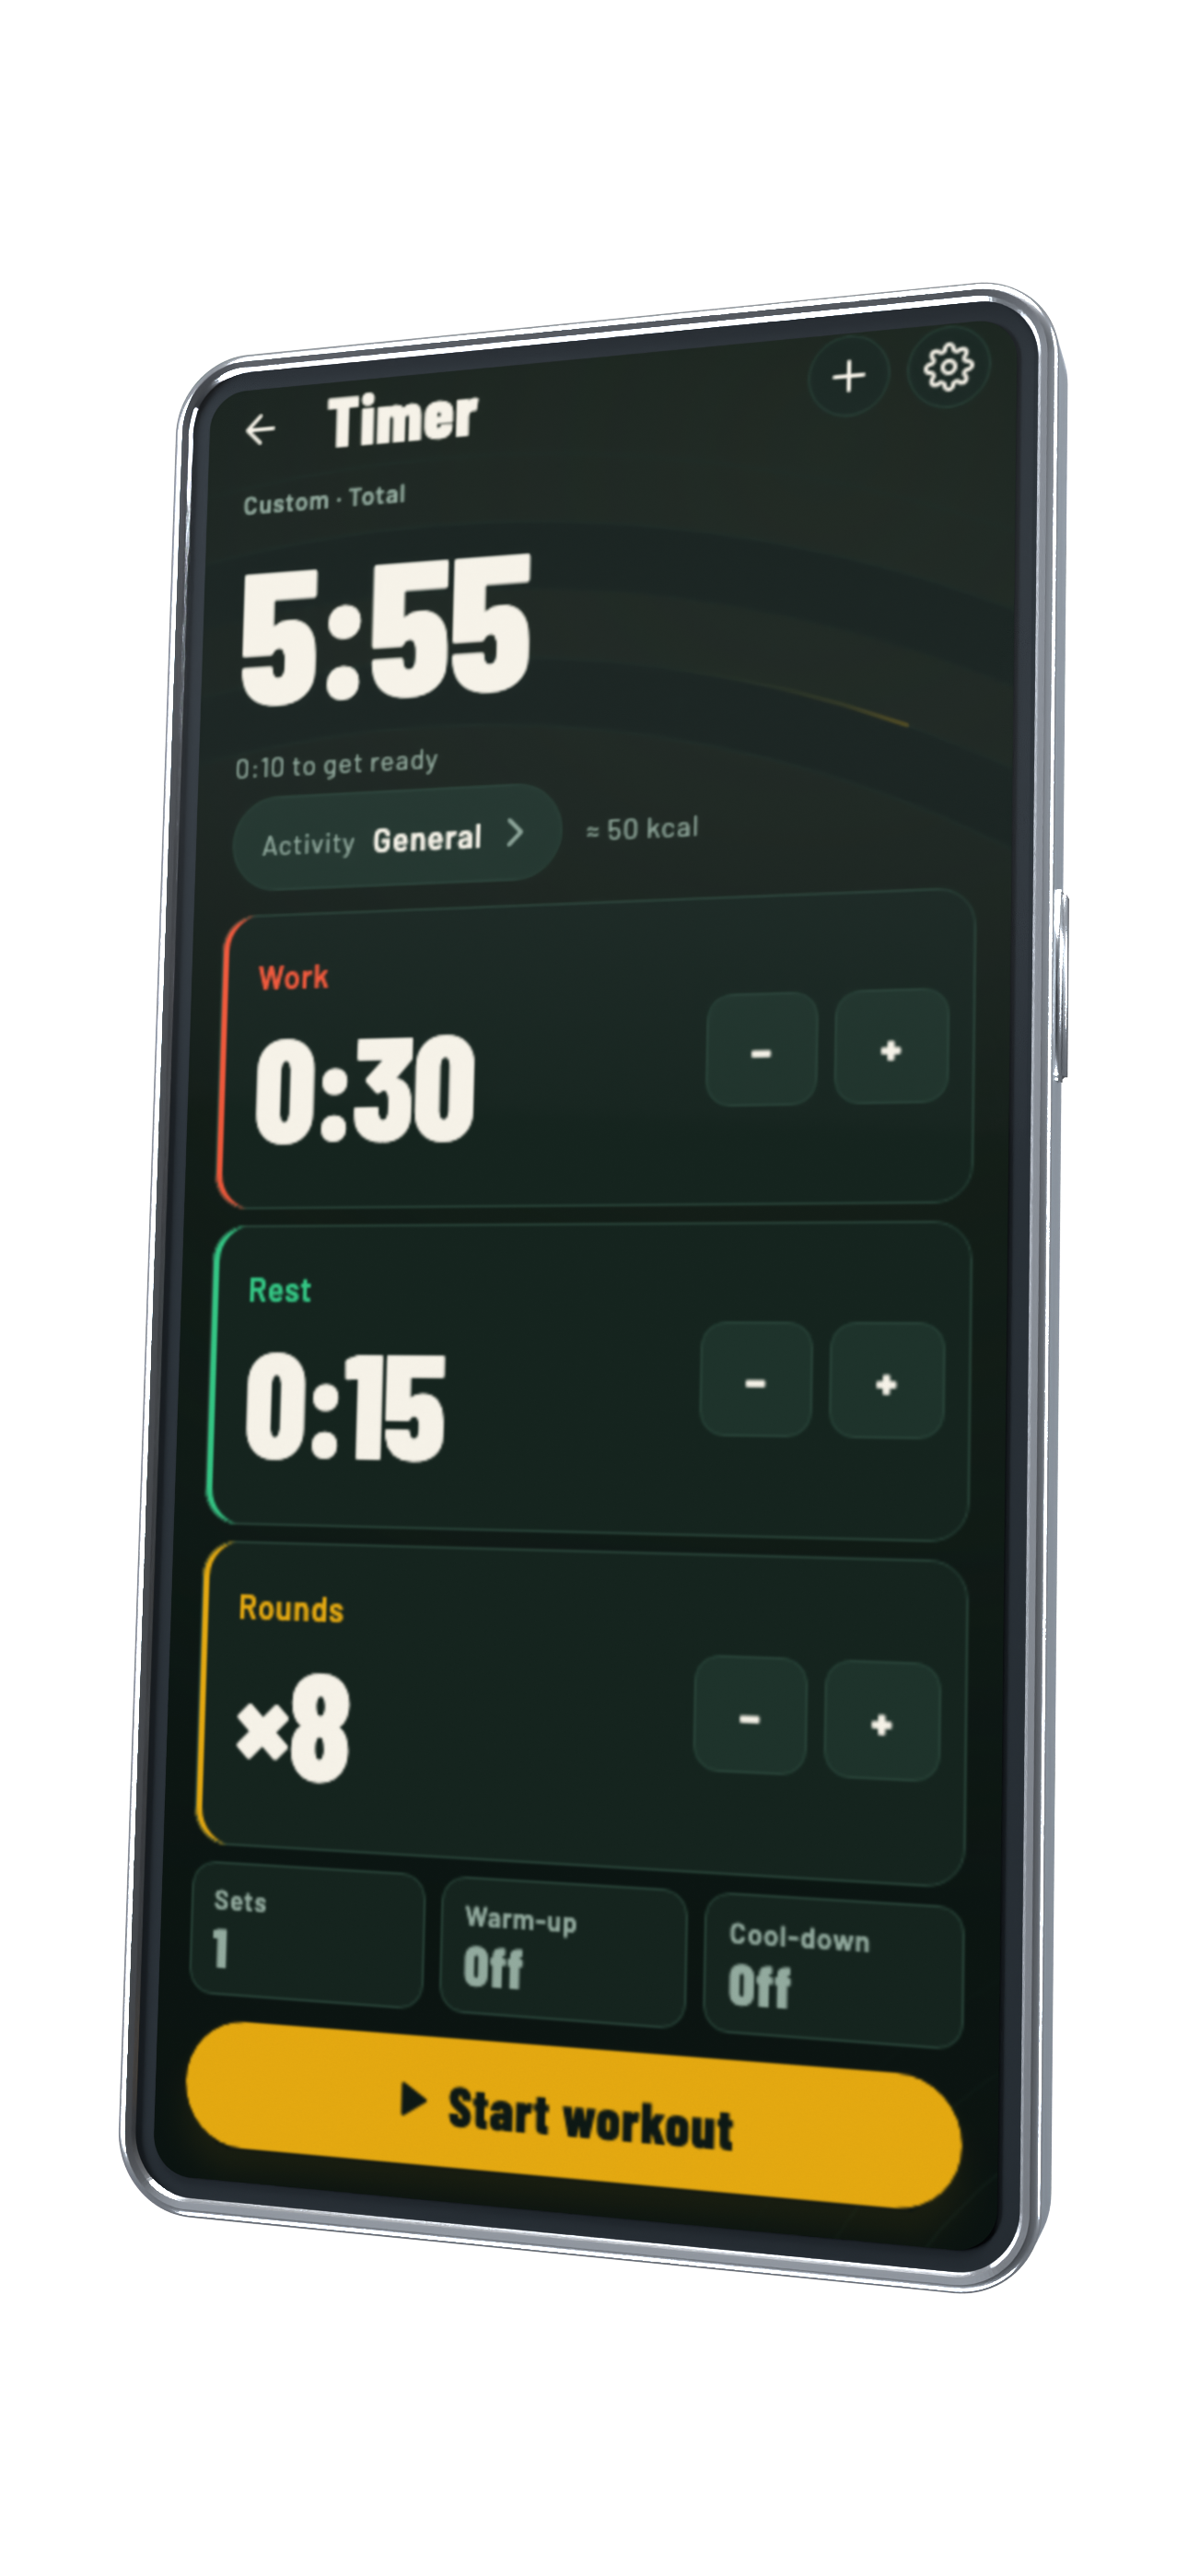 Timer
Custom · Total
5:55
0:10 to get ready
Activity General
≈ 50 kcal
Work
0:30
- +
Rest
0:15
- +
Rounds
×8
- +
Sets
1
Warm-up
Off
Cool-down
Off
Start workout